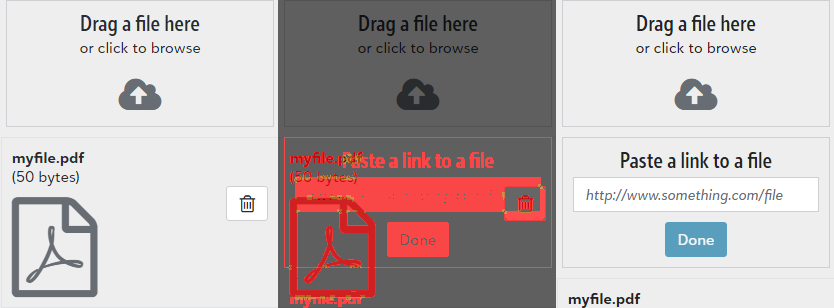 Drag a file here
or click to browse
myfile.pdf
(50 bytes)
Drag a file here
or click to browse
myfile.pdf
Paste a link to a file
(50 bytes)
Done
myfile.pdf
Drag a file here
or click to browse
Paste a link to a file
http://www.something.com/file
Done
myfile.pdf